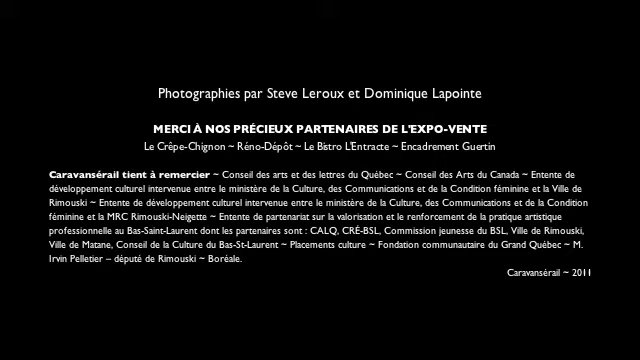 Photographies par Steve Leroux et Dominique Lapointe
MERCI À NOS PRÉCIEUX PARTENAIRES DE L'EXPO-VENTE
Le Crêpe-Chignon ~ Réno-Dépôt ~ Le Bistro L'Entracte ~ Encadrement Guertin
Caravansérail tient à remercier ~ Conseil des arts et des lettres du Québec ~ Conseil des Arts du Canada ~ Entente de
développement culturel intervenue entre le ministère de la Culture, des Communications et de la Condition féminine et la Ville de
Rimouski ~ Entente de développement culturel intervenue entre le ministère de la Culture, des Communications et de la Condition
féminine et la MRC Rimouski-Neigette ~ Entente de partenariat sur la valorisation et le renforcement de la pratique artistique
professionnelle au Bas-Saint-Laurent dont les partenaires sont : CALQ, CRÉ-BSL, Commission jeunesse du BSL, Ville de Rimouski,
Ville de Matane, Conseil de la Culture du Bas-St-Laurent ~ Placements culture ~ Fondation communautaire du Grand Québec ~ M.
Irvin Pelletier – député de Rimouski ~ Boréale.
Caravansérail ~ 2011